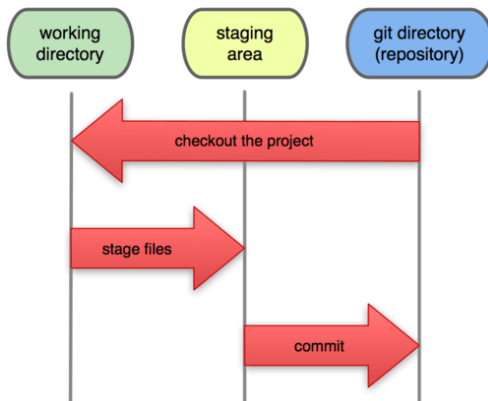 working
directory
staging
area
git directory
(repository)
checkout the project
stage files
commit